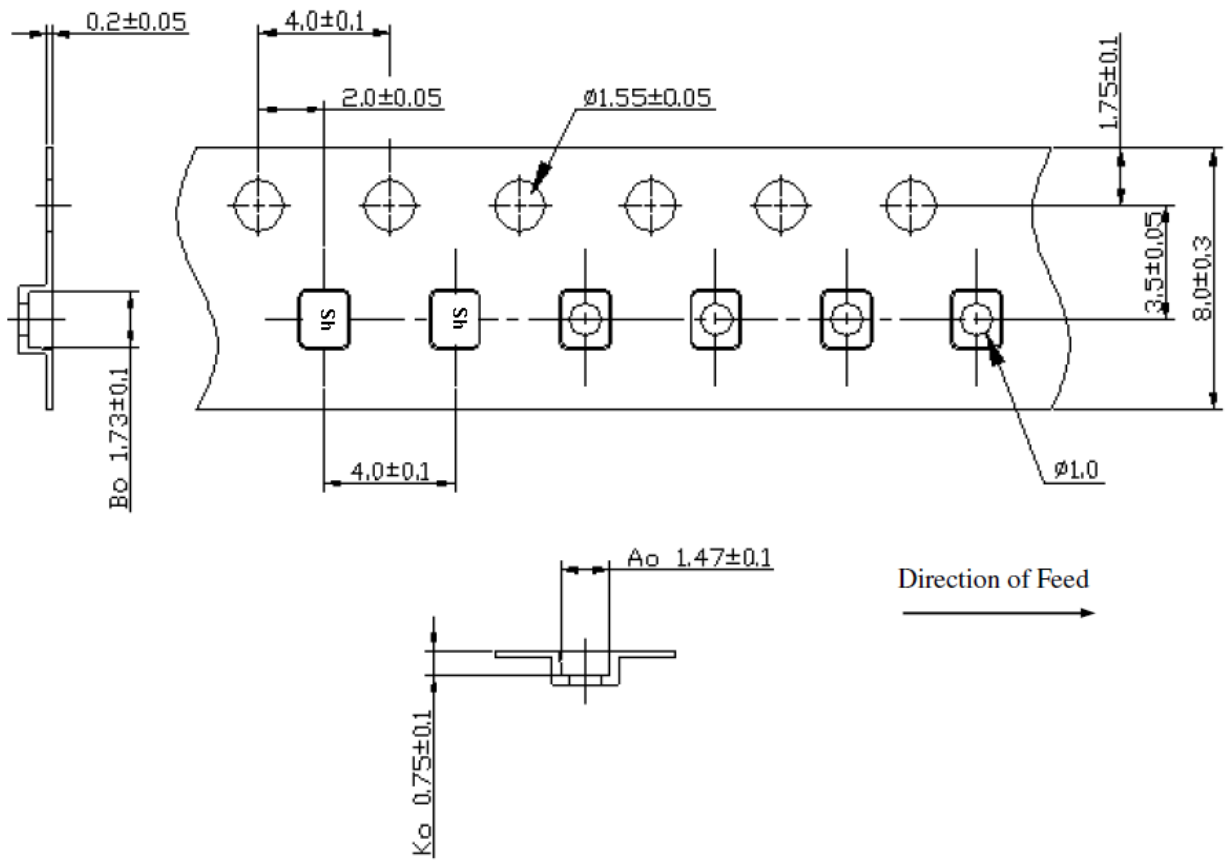 0.2±0.05
4.0±0.1
2.0±0.05
ø1.55±0.05
1.75±0.1
3.5±0.05
8.0±0.3
Sh
Sh
Bo 1.73±0.1
4.0±0.1
ø1.0
Ao 1.47±0.1
Direction of Feed
Ko 0.75±0.1